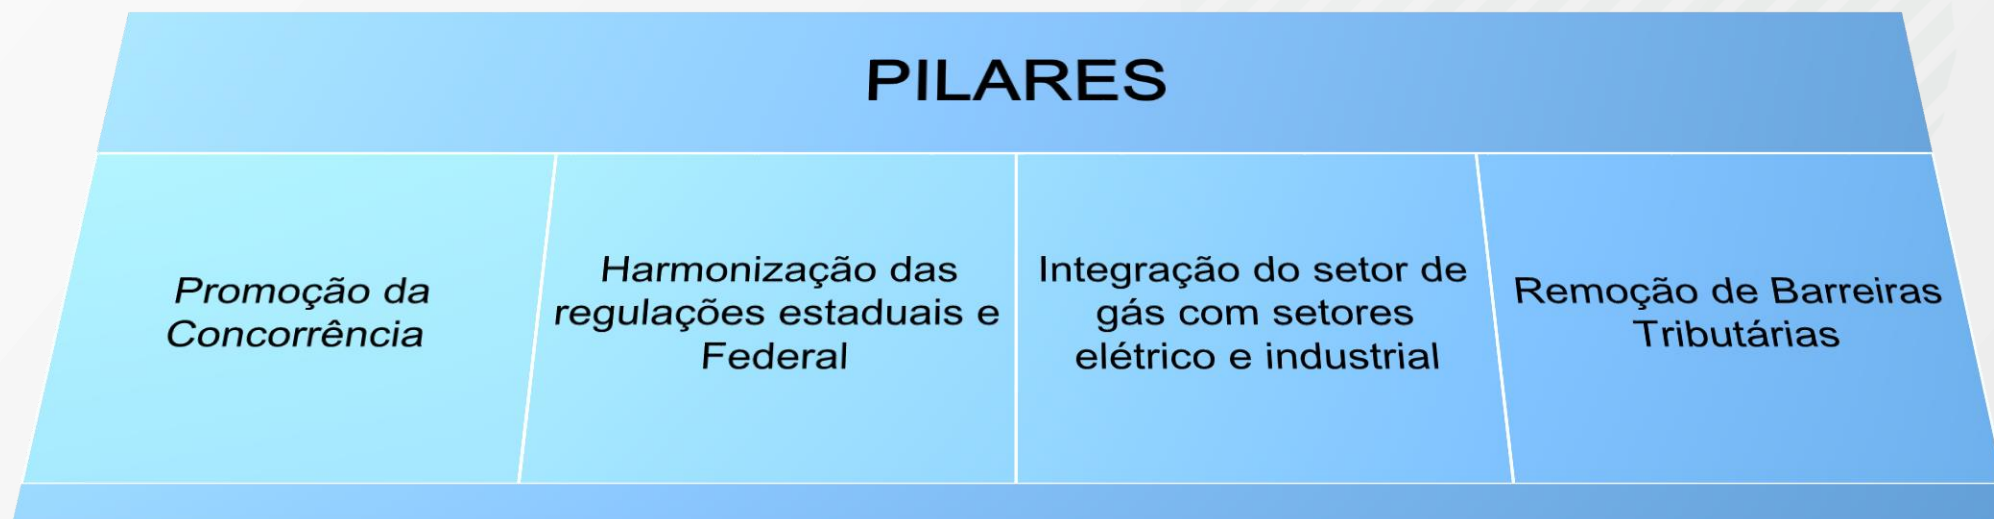 PILARES
Promoção da
Concorrência
Harmonização das
regulações estaduais e
Federal
Integração do setor de
gás com setores
elétrico e industrial
Remoção de Barreiras
Tributárias